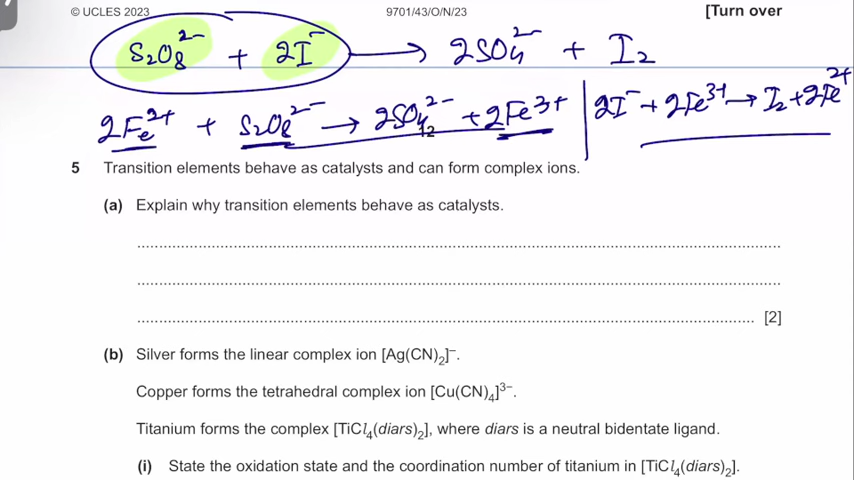 © UCLES 2023 9701/43/O/N/23 [Turn over
S₂O₈²⁻ + 2I⁻ ⟶ 2SO₄²⁻ + I₂
2Fe²⁺ + S₂O₈²⁻ → 2SO₄²⁻ + 2Fe³⁺ | 2I⁻ + 2Fe³⁺ → I₂ + 2Fe²⁺
5 Transition elements behave as catalysts and can form complex ions.
(a) Explain why transition elements behave as catalysts.
[2]
(b) Silver forms the linear complex ion [Ag(CN)₂]⁻.
Copper forms the tetrahedral complex ion [Cu(CN)₄]³⁻.
Titanium forms the complex [TiCl₄(diars)₂], where diars is a neutral bidentate ligand.
(i) State the oxidation state and the coordination number of titanium in [TiCl₄(diars)₂].